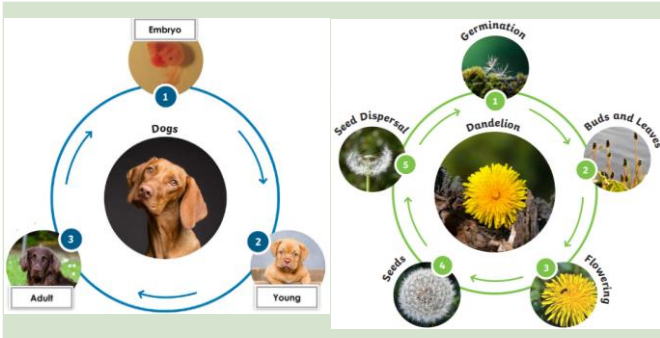 Embryo
1
Dogs
3
2
Adult
Young
Germination
1
Seed Dispersal
Dandelion
Buds and Leaves
5
2
4
3
Seeds
Flowering